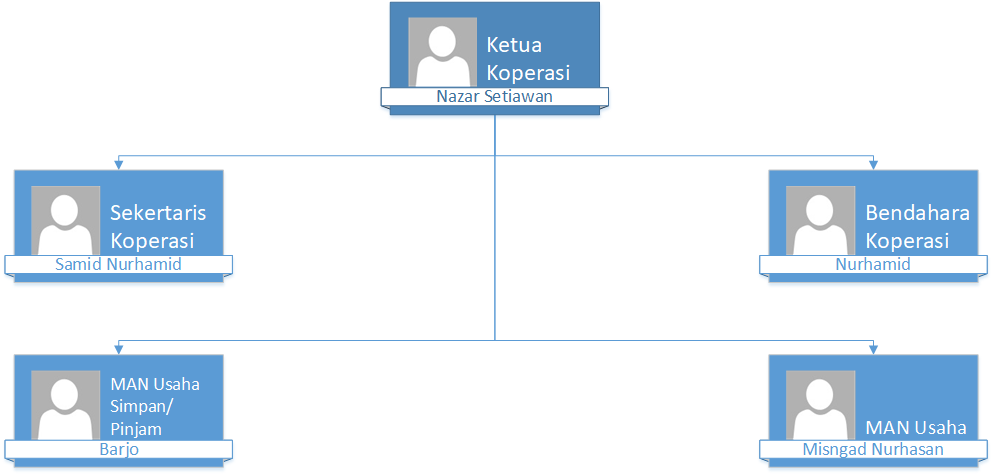 Ketua
Koperasi
Nazar Setiawan
Sekertaris
Koperasi
Samid Nurhamid
Bendahara
Koperasi
Nurhamid
MAN Usaha
Simpan/
Pinjam
Barjo
MAN Usaha
Misngad Nurhasan